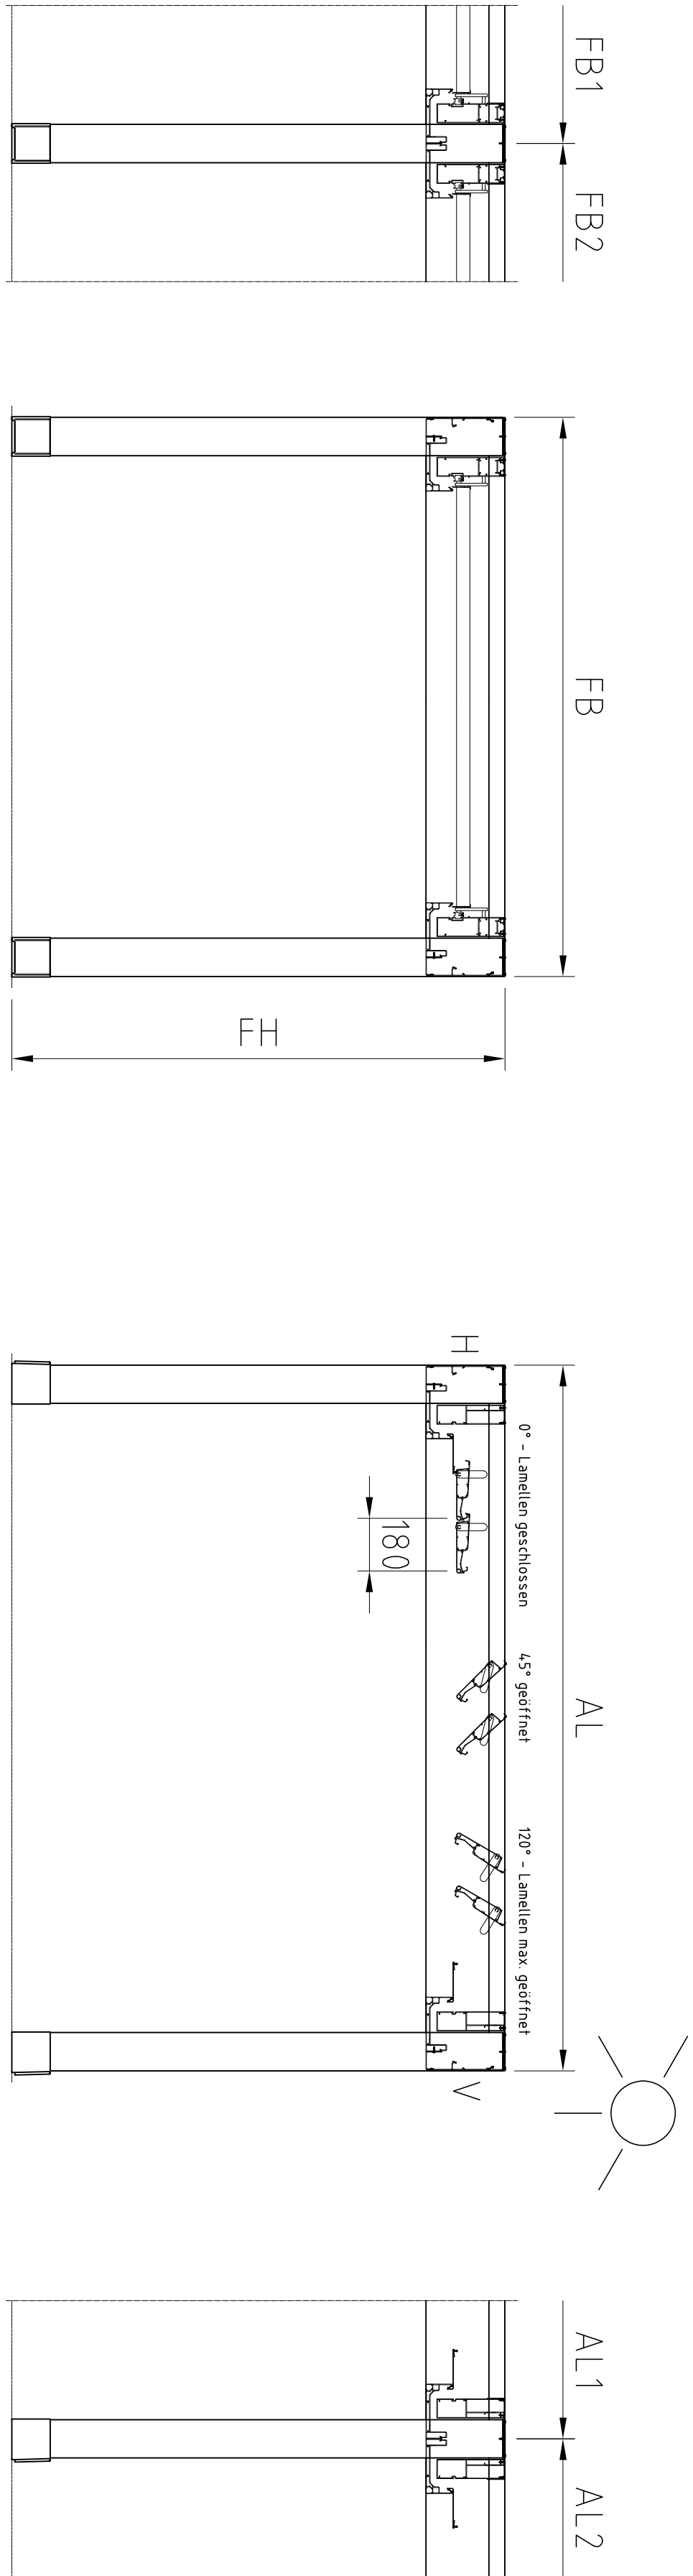 FB1
FB2
FB
FH
H
AL
0° - Lamellen geschlossen
180
45° geöffnet
120° - Lamellen max. geöffnet
V
AL1
AL2